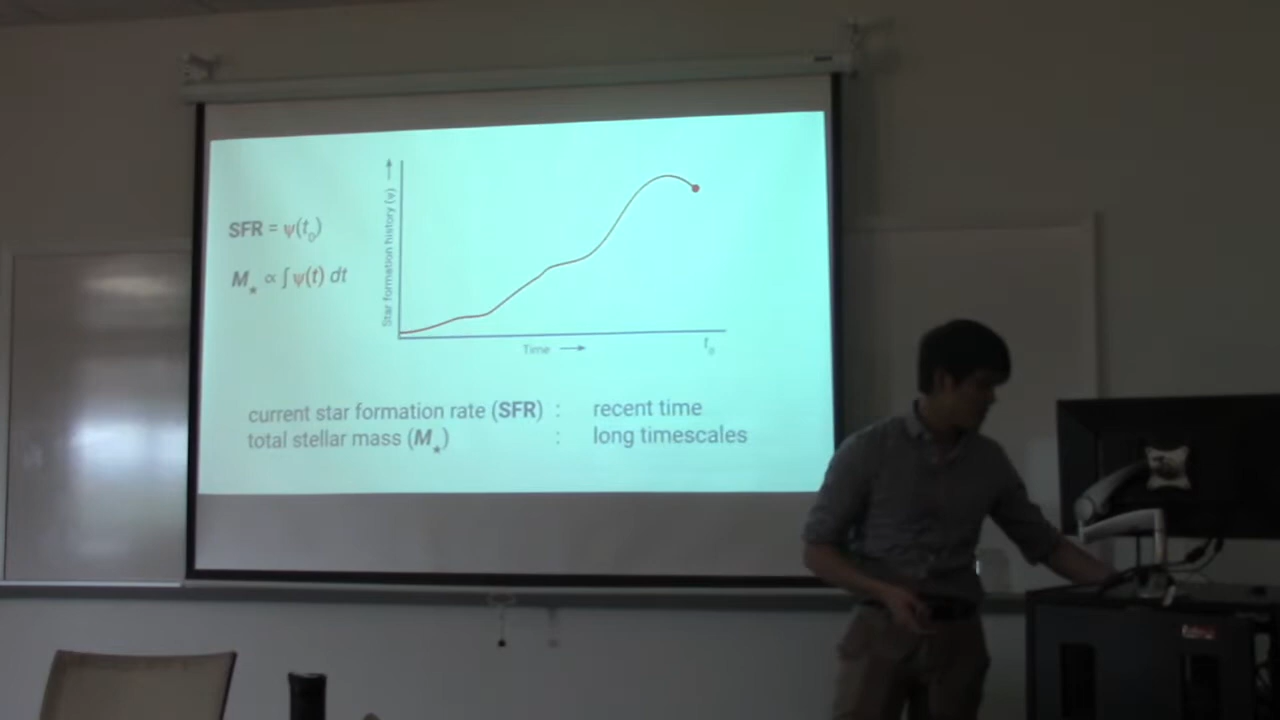 SFR = ψ(t₀)
M★ ∝ ∫ ψ(t) dt
Star formation history (ψ)
Time
t₀
current star formation rate (SFR) : recent time
total stellar mass (M★) : long timescales